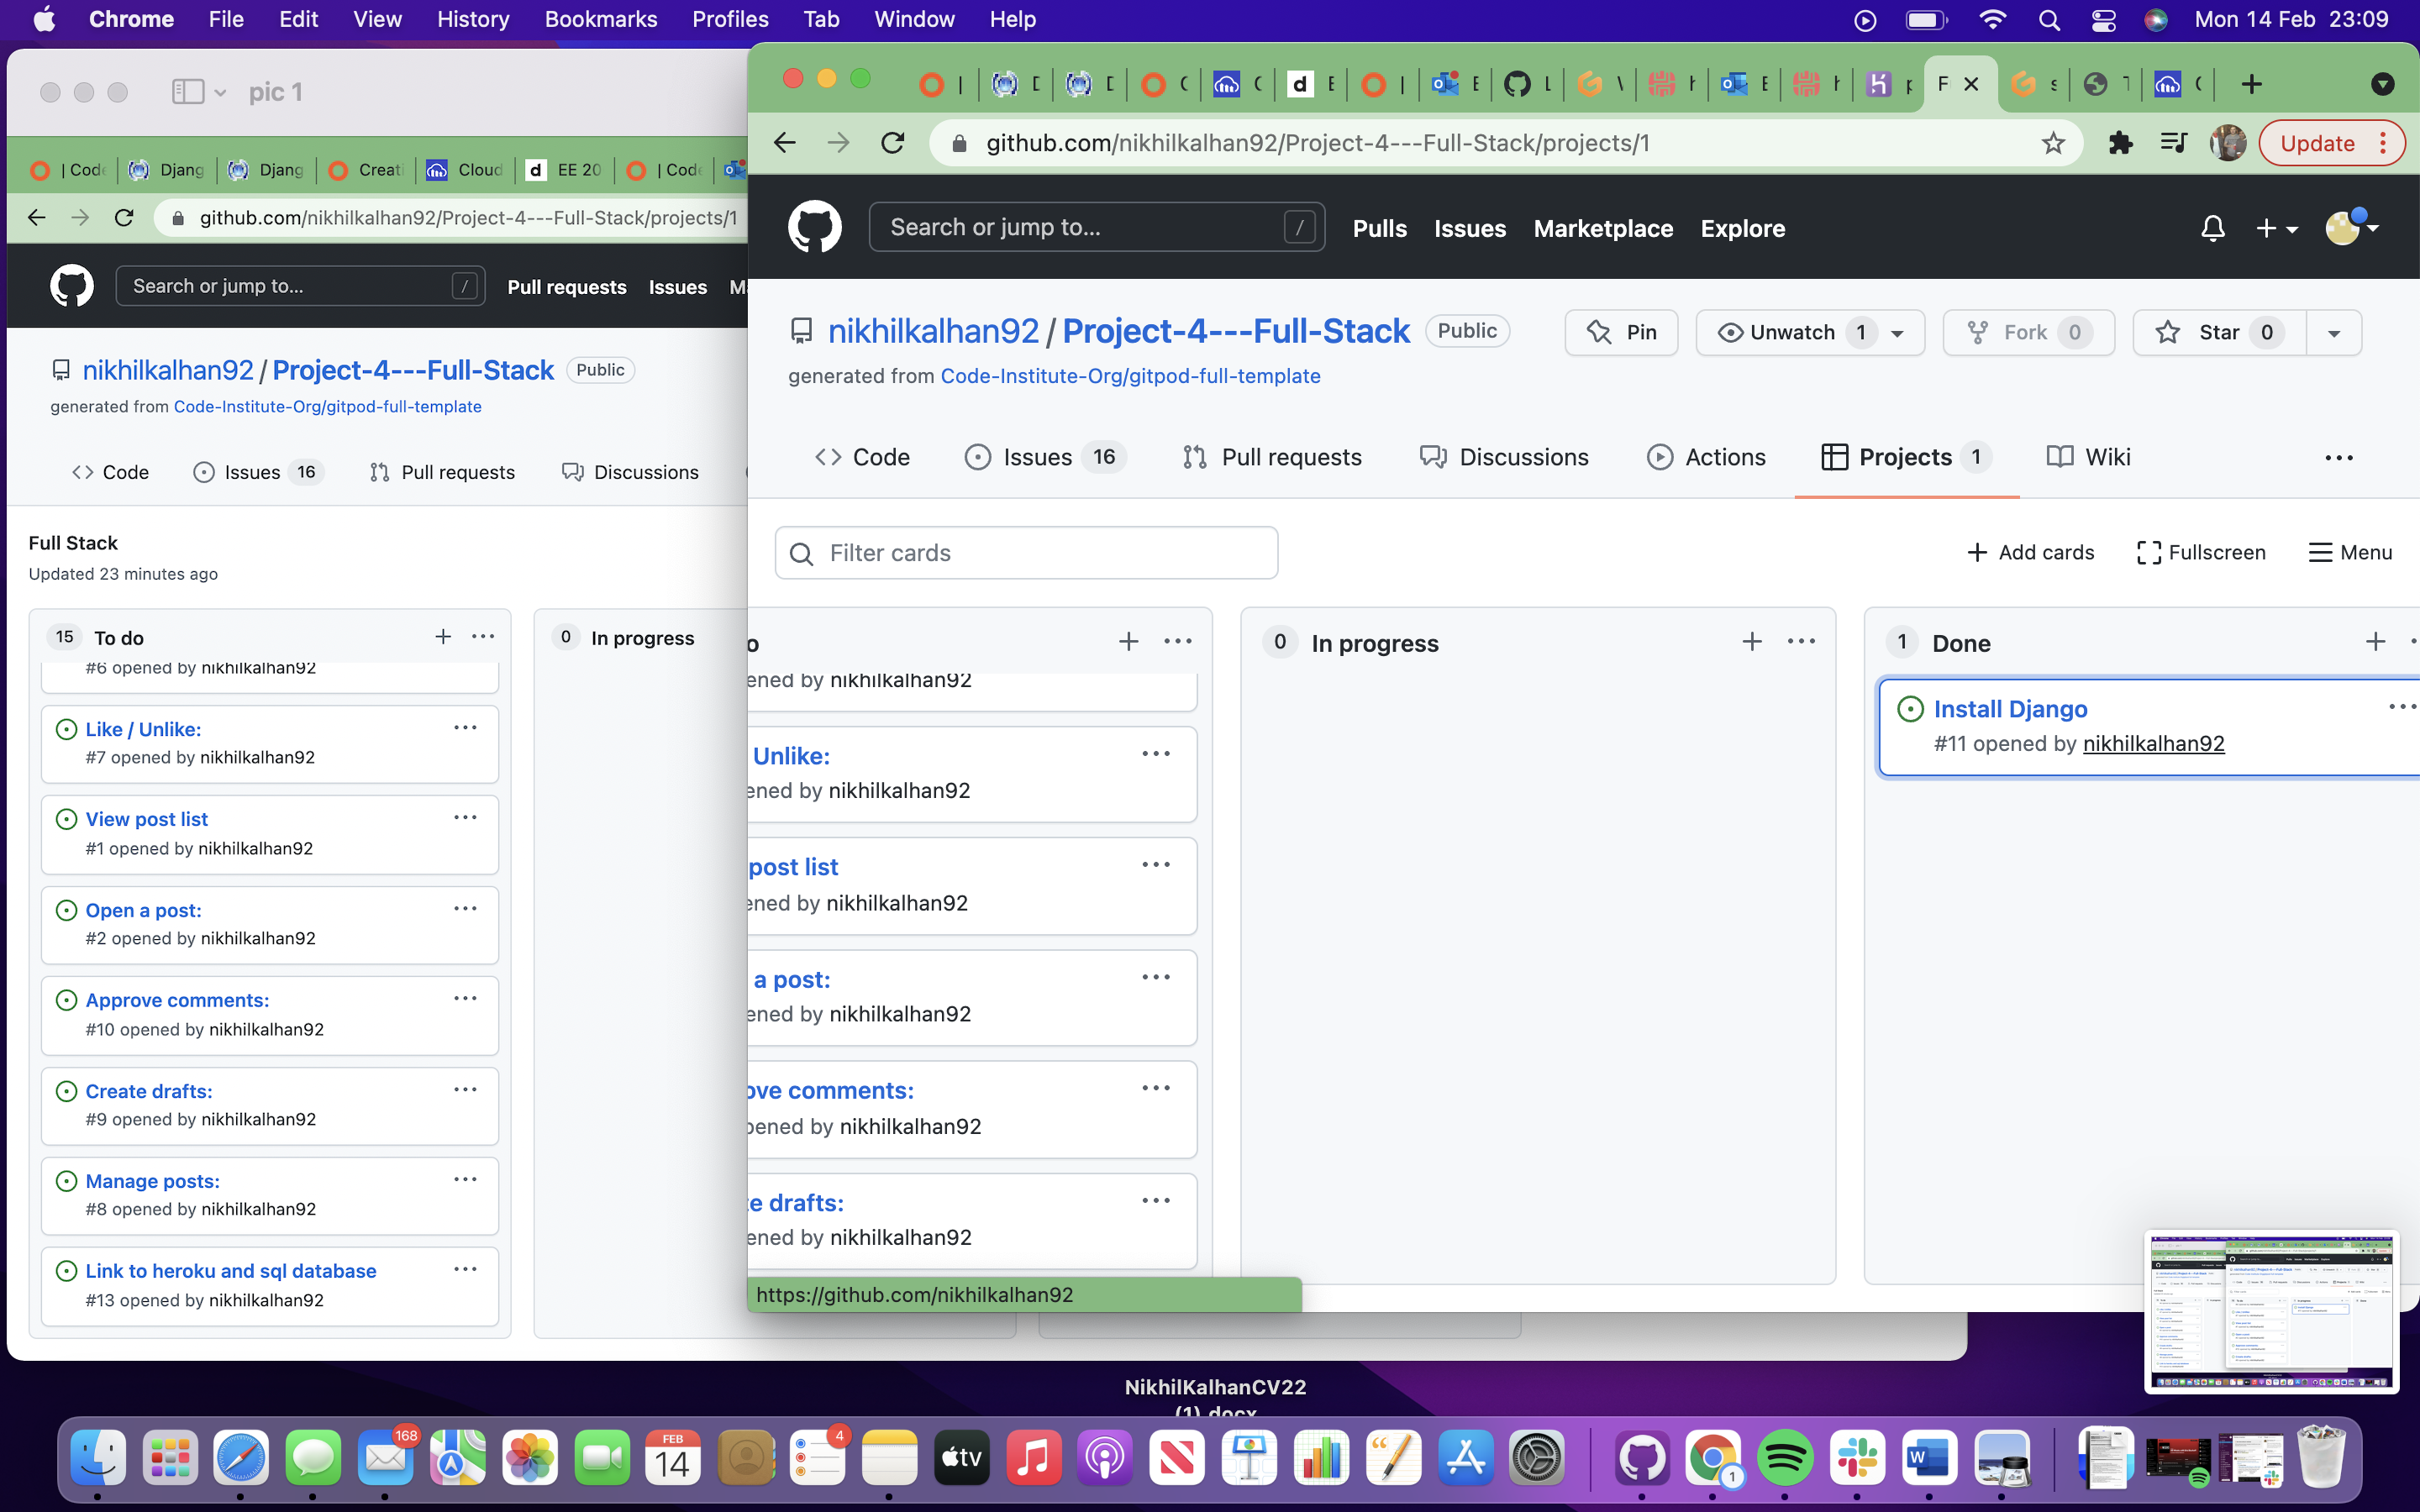 Chrome File Edit View History Bookmarks Profiles Tab Window Help
Mon 14 Feb 23:09
pic 1
| Code
Djang
Djang
Creati
Cloud
d EE 20
| Code
github.com/nikhilkalhan92/Project-4---Full-Stack/projects/1
Search or jump to... /
Pull requests Issues
nikhilkalhan92 / Project-4---Full-Stack Public
generated from Code-Institute-Org/gitpod-full-template
Code Issues 16 Pull requests Discussions
Full Stack
Updated 23 minutes ago
15 To do
#6 opened by nikhilkalhan92
Like / Unlike:
#7 opened by nikhilkalhan92
View post list
#1 opened by nikhilkalhan92
Open a post:
#2 opened by nikhilkalhan92
Approve comments:
#10 opened by nikhilkalhan92
Create drafts:
#9 opened by nikhilkalhan92
Manage posts:
#8 opened by nikhilkalhan92
Link to heroku and sql database
#13 opened by nikhilkalhan92
0 In progress
github.com/nikhilkalhan92/Project-4---Full-Stack/projects/1
Update
Search or jump to... /
Pulls Issues Marketplace Explore
nikhilkalhan92 / Project-4---Full-Stack Public
Pin Unwatch 1 Fork 0 Star 0
generated from Code-Institute-Org/gitpod-full-template
Code Issues 16 Pull requests Discussions Actions Projects 1 Wiki
Filter cards
Add cards Fullscreen Menu
o
ened by nikhilkalhan92
Unlike:
ened by nikhilkalhan92
post list
ened by nikhilkalhan92
a post:
ened by nikhilkalhan92
ove comments:
pened by nikhilkalhan92
te drafts:
ened by nikhilkalhan92
0 In progress
1 Done
Install Django
#11 opened by nikhilkalhan92
https://github.com/nikhilkalhan92
NikhilKalhanCV22
(1).docx
168
FEB
14
4
tv
1
W